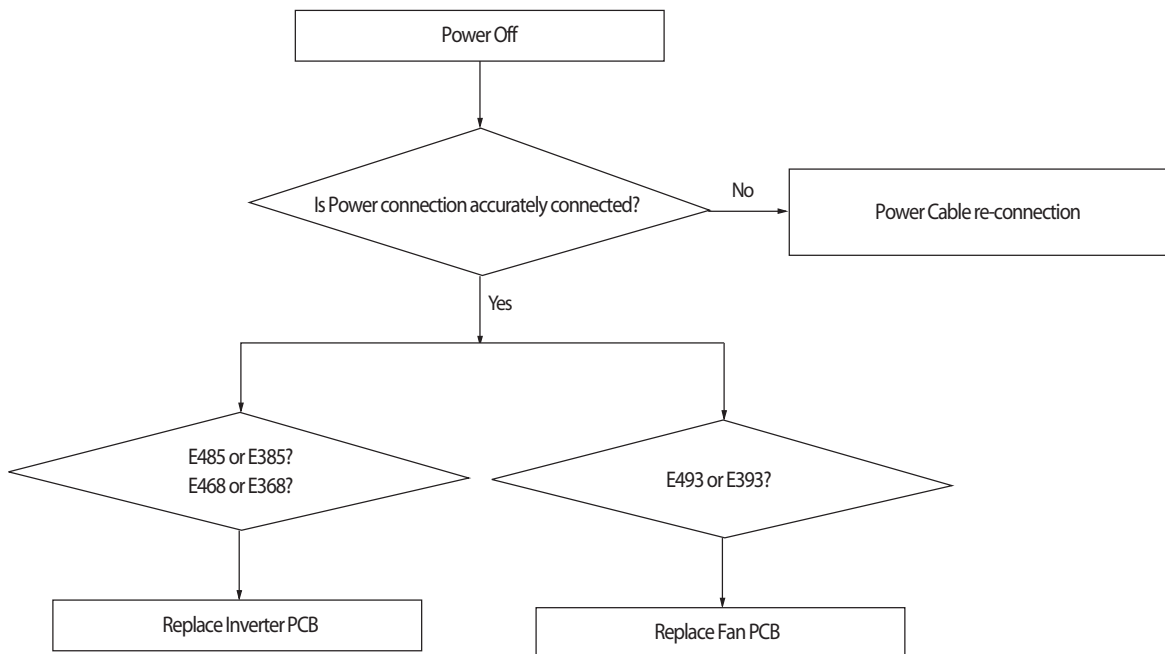 Power Off
Is Power connection accurately connected?
No
Power Cable re-connection
Yes
E485 or E385?
E468 or E368?
E493 or E393?
Replace Inverter PCB
Replace Fan PCB